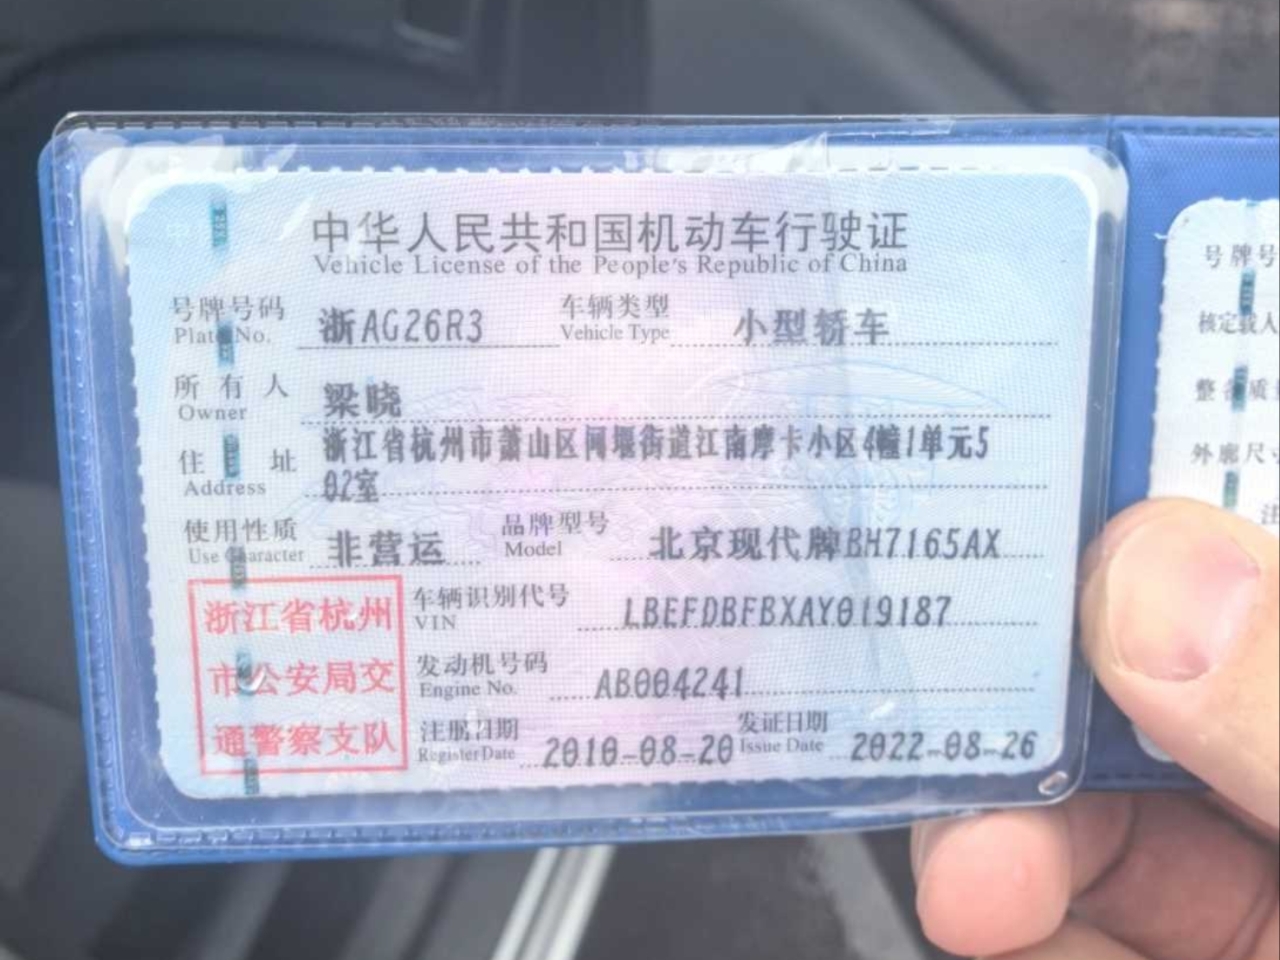 中华人民共和国机动车行驶证
Vehicle License of the People's Republic of China
号牌号码 浙AG26R3 车辆类型 小型轿车
Plate No. Vehicle Type
所有人 梁晓
Owner
住址 浙江省杭州市萧山区闻堰街道江南摩卡小区4幢1单元5
Address 02室
使用性质 非营运 品牌型号 北京现代牌BH7165AX
Use Character Model
车辆识别代号 LBEFDBFBXAY019187
VIN
发动机号码 AB004241
Engine No.
注册日期 2010-08-20 发证日期 2022-08-26
Register Date Issue Date
浙江省杭州
市公安局交
通警察支队
号牌号
核定载人
整备质
外廓尺寸